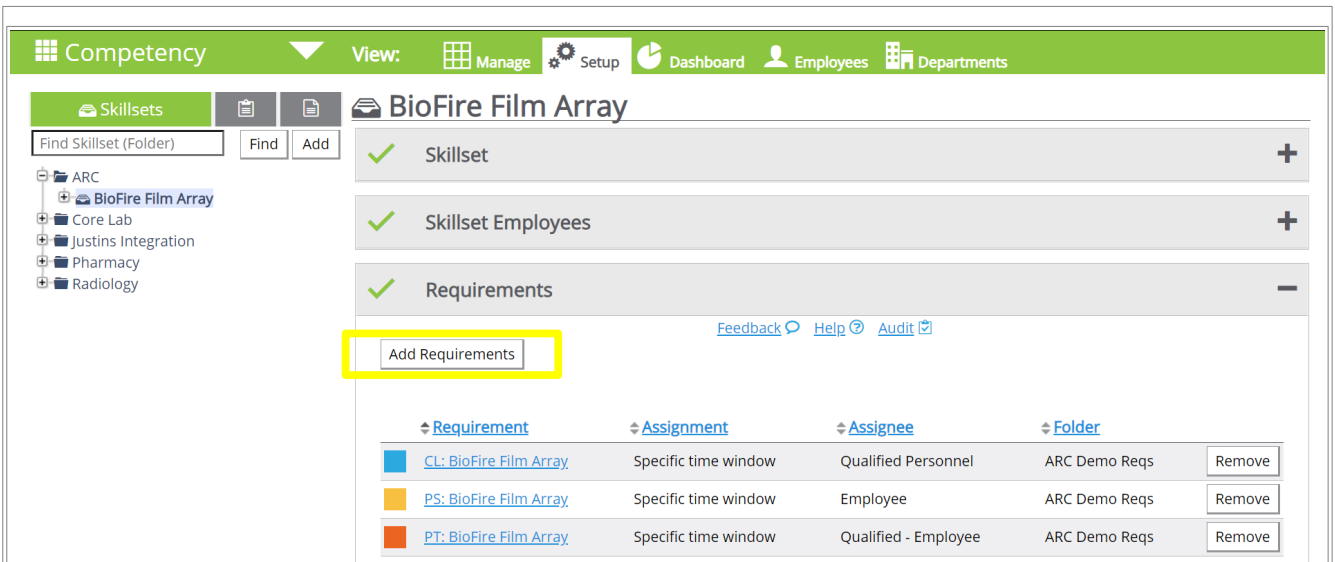 Competency
View:
Manage
Setup
Dashboard
Employees
Departments
Skillsets
Find Skillset (Folder)
Find
Add
ARC
BioFire Film Array
Core Lab
Justins Integration
Pharmacy
Radiology
BioFire Film Array
Skillset
Skillset Employees
Requirements
Feedback Help Audit
Add Requirements
Requirement Assignment Assignee Folder
CL: BioFire Film Array Specific time window Qualified Personnel ARC Demo Reqs Remove
PS: BioFire Film Array Specific time window Employee ARC Demo Reqs Remove
PT: BioFire Film Array Specific time window Qualified - Employee ARC Demo Reqs Remove